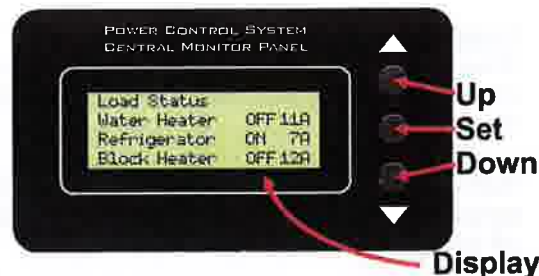 POWER CONTROL SYSTEM
CENTRAL MONITOR PANEL
Load Status
Water Heater OFF 11A
Refrigerator ON 7A
Block Heater OFF 12A
Up
Set
Down
Display